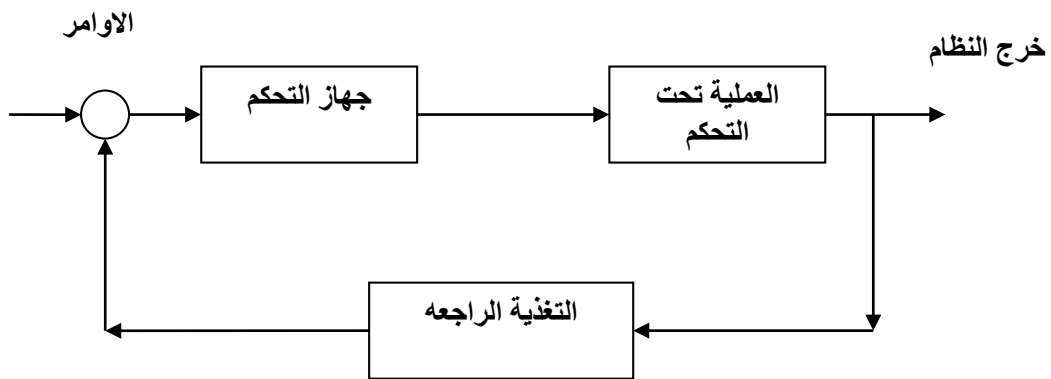 الاوامر
خرج النظام
جهاز التحكم
العملية تحت
التحكم
التغذية الراجعه